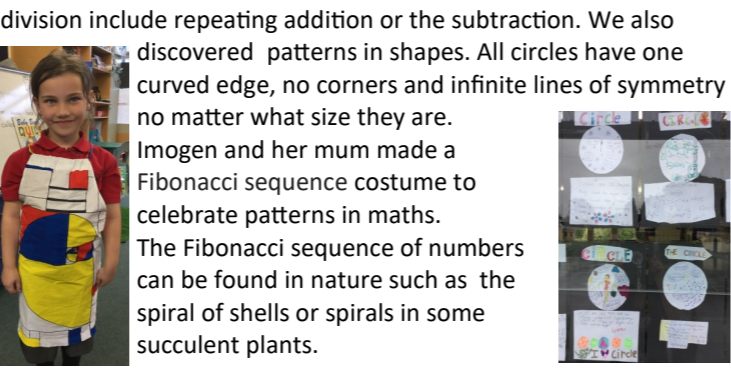 division include repeating addition or the subtraction. We also
discovered patterns in shapes. All circles have one
curved edge, no corners and infinite lines of symmetry
no matter what size they are.
Imogen and her mum made a
Fibonacci sequence costume to
celebrate patterns in maths.
The Fibonacci sequence of numbers
can be found in nature such as the
spiral of shells or spirals in some
succulent plants.
Circle
CIRCLE
CIRCLE
THE CIRCLE